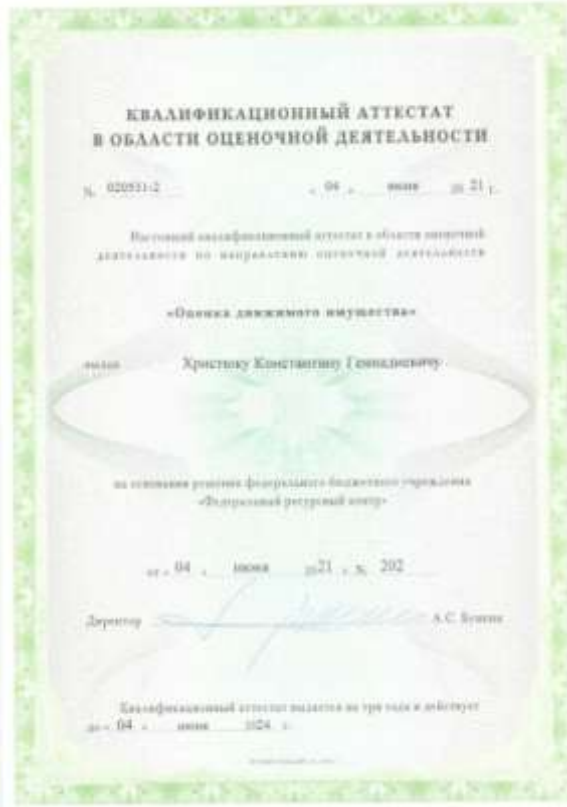 КВАЛИФИКАЦИОННЫЙ АТТЕСТАТ
В ОБЛАСТИ ОЦЕНОЧНОЙ ДЕЯТЕЛЬНОСТИ
№ 020531-2 « 04 » июня 20 21 г.
Настоящий квалификационный аттестат в области оценочной
деятельности по направлению оценочной деятельности
«Оценка движимого имущества»
выдан Христюку Константину Геннадиевичу
на основании решения федерального бюджетного учреждения
«Федеральный ресурсный центр»
от « 04 » июня 20 21 г. № 202
Директор А.С. Бункин
Квалификационный аттестат выдается на три года и действует
до « 04 » июня 2024 г.